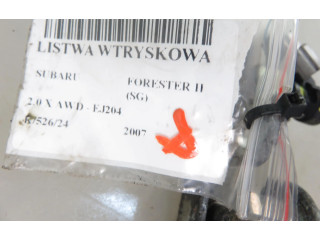 LISTWA WTRYSKOWA
SUBARU FORESTER II
(SG)
2.0 X AWD - EJ204
2007